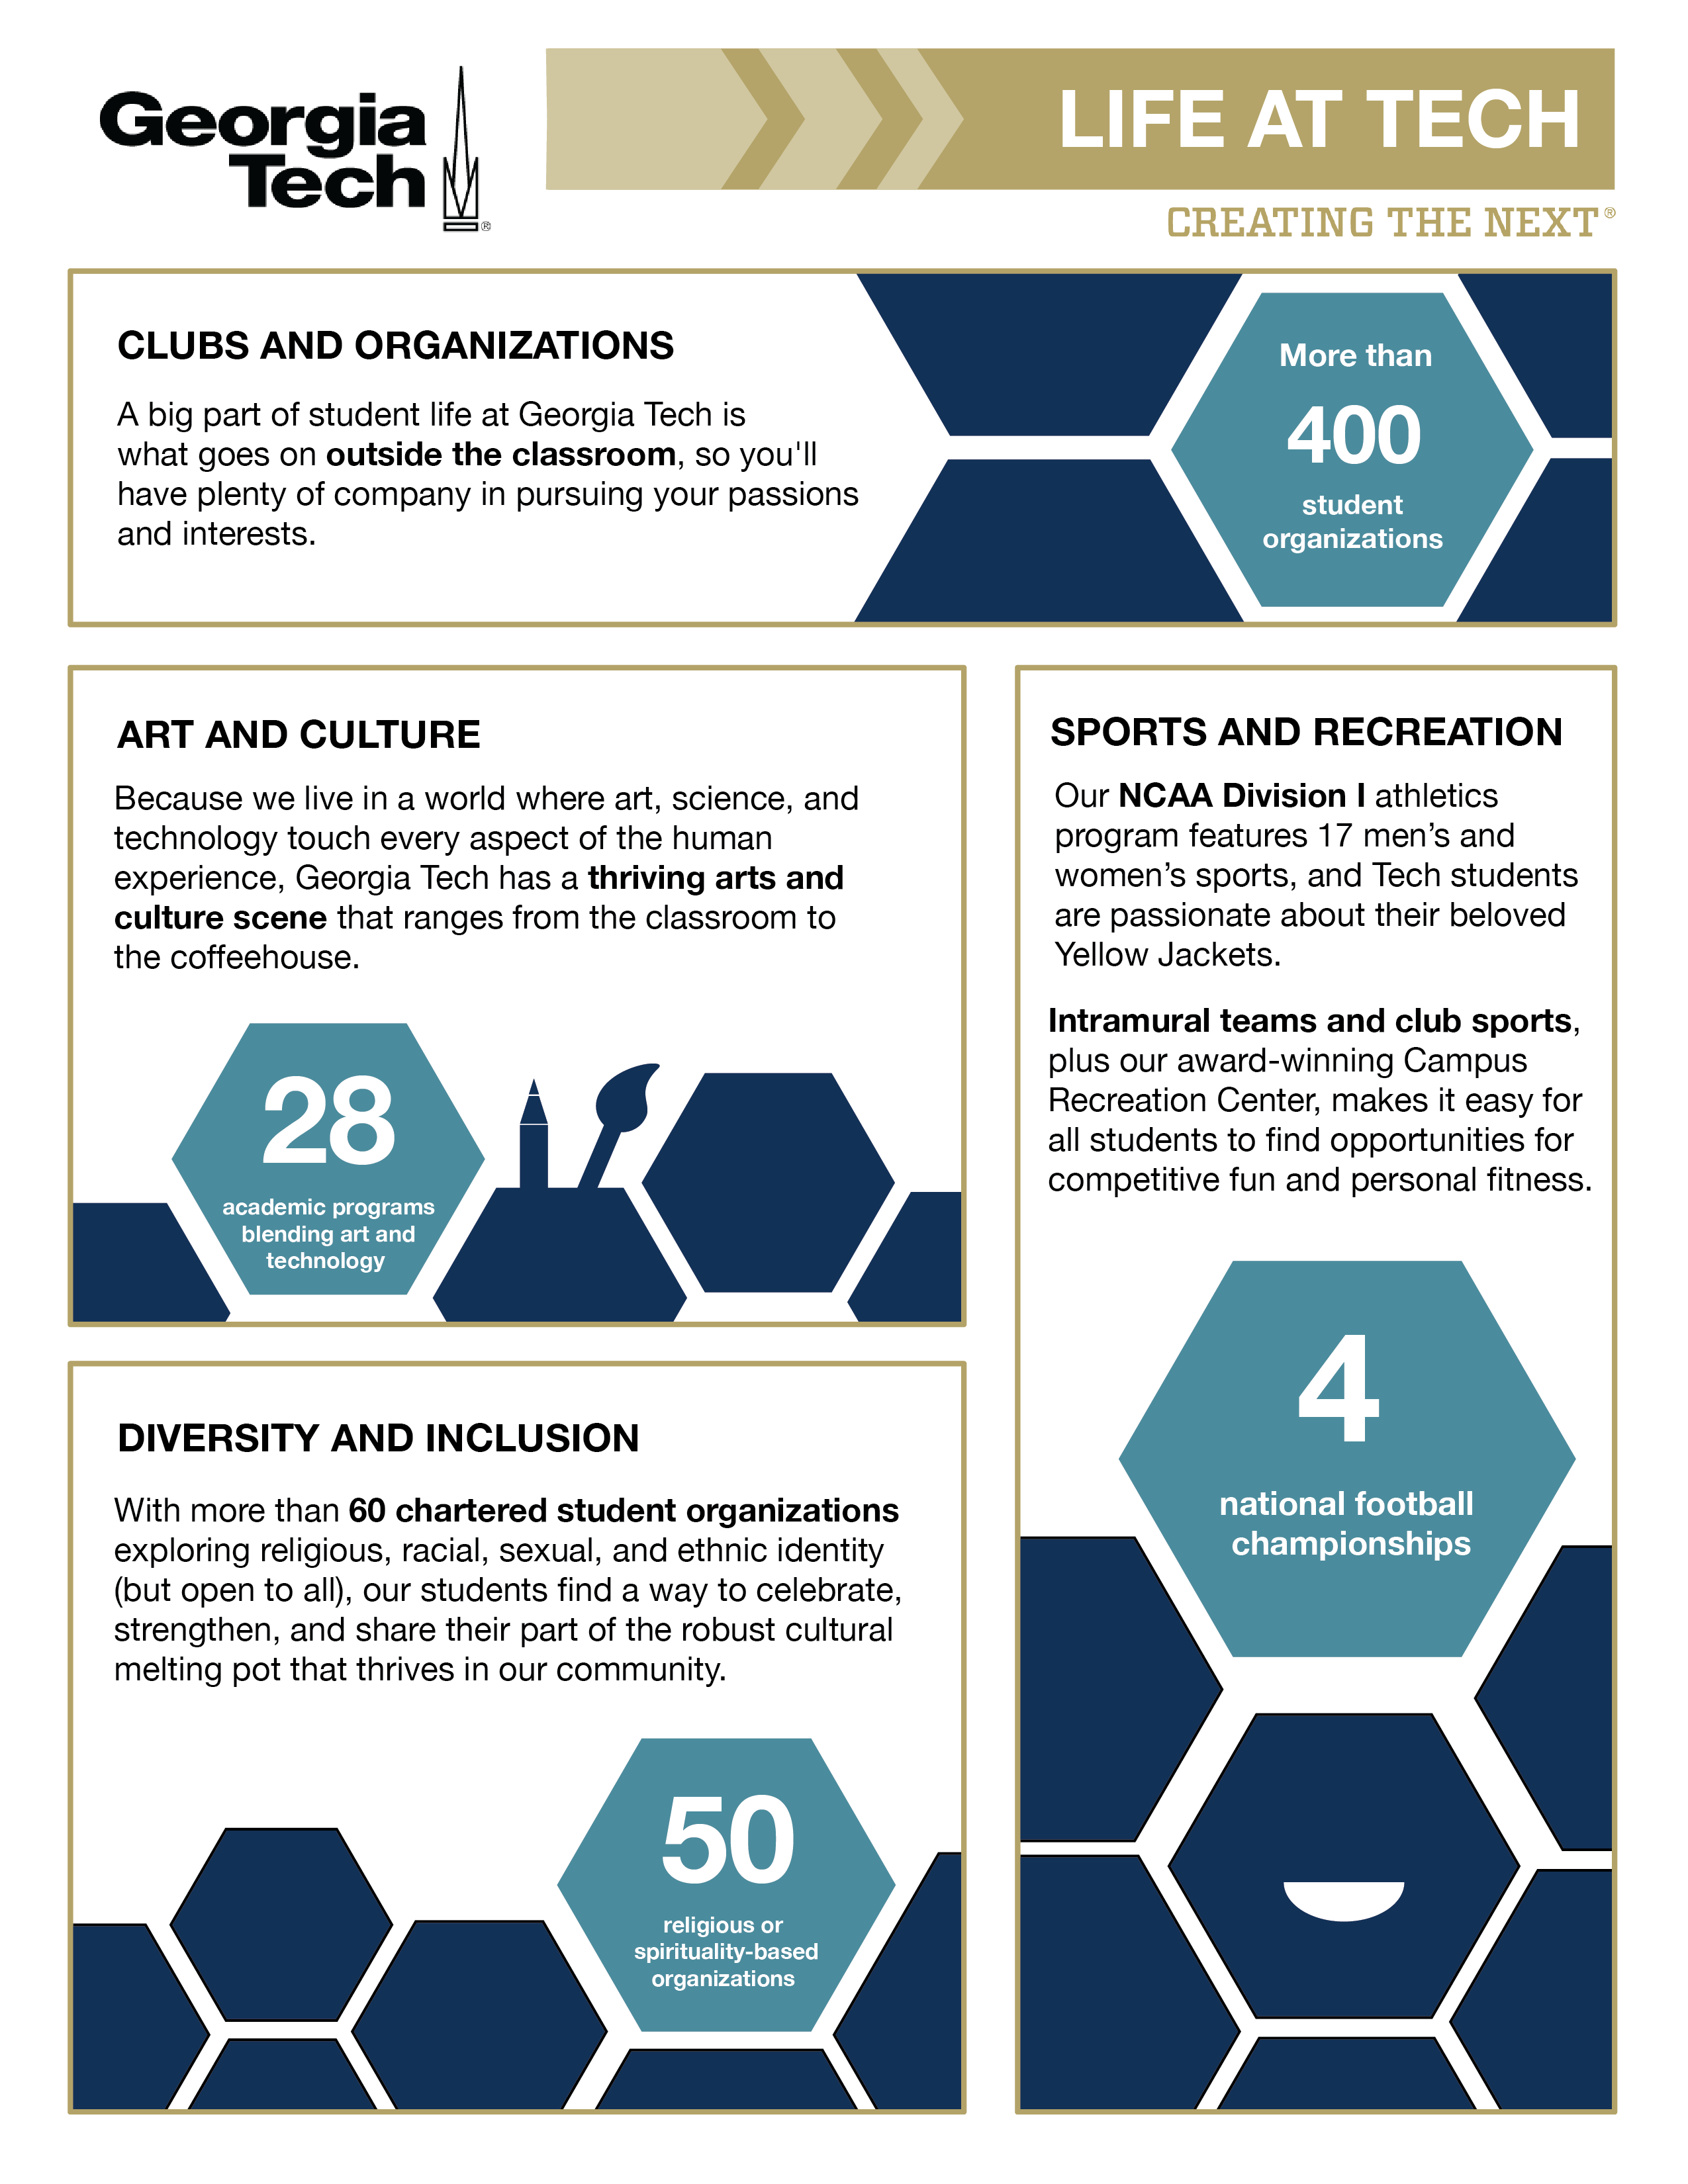 Georgia
Tech
®
LIFE AT TECH
CREATING THE NEXT®
CLUBS AND ORGANIZATIONS
A big part of student life at Georgia Tech is
what goes on outside the classroom, so you'll
have plenty of company in pursuing your passions
and interests.
More than
400
student
organizations
ART AND CULTURE
Because we live in a world where art, science, and
technology touch every aspect of the human
experience, Georgia Tech has a thriving arts and
culture scene that ranges from the classroom to
the coffeehouse.
28
academic programs
blending art and
technology
DIVERSITY AND INCLUSION
With more than 60 chartered student organizations
exploring religious, racial, sexual, and ethnic identity
(but open to all), our students find a way to celebrate,
strengthen, and share their part of the robust cultural
melting pot that thrives in our community.
50
religious or
spirituality-based
organizations
SPORTS AND RECREATION
Our NCAA Division I athletics
program features 17 men’s and
women’s sports, and Tech students
are passionate about their beloved
Yellow Jackets.
Intramural teams and club sports,
plus our award-winning Campus
Recreation Center, makes it easy for
all students to find opportunities for
competitive fun and personal fitness.
4
national football
championships